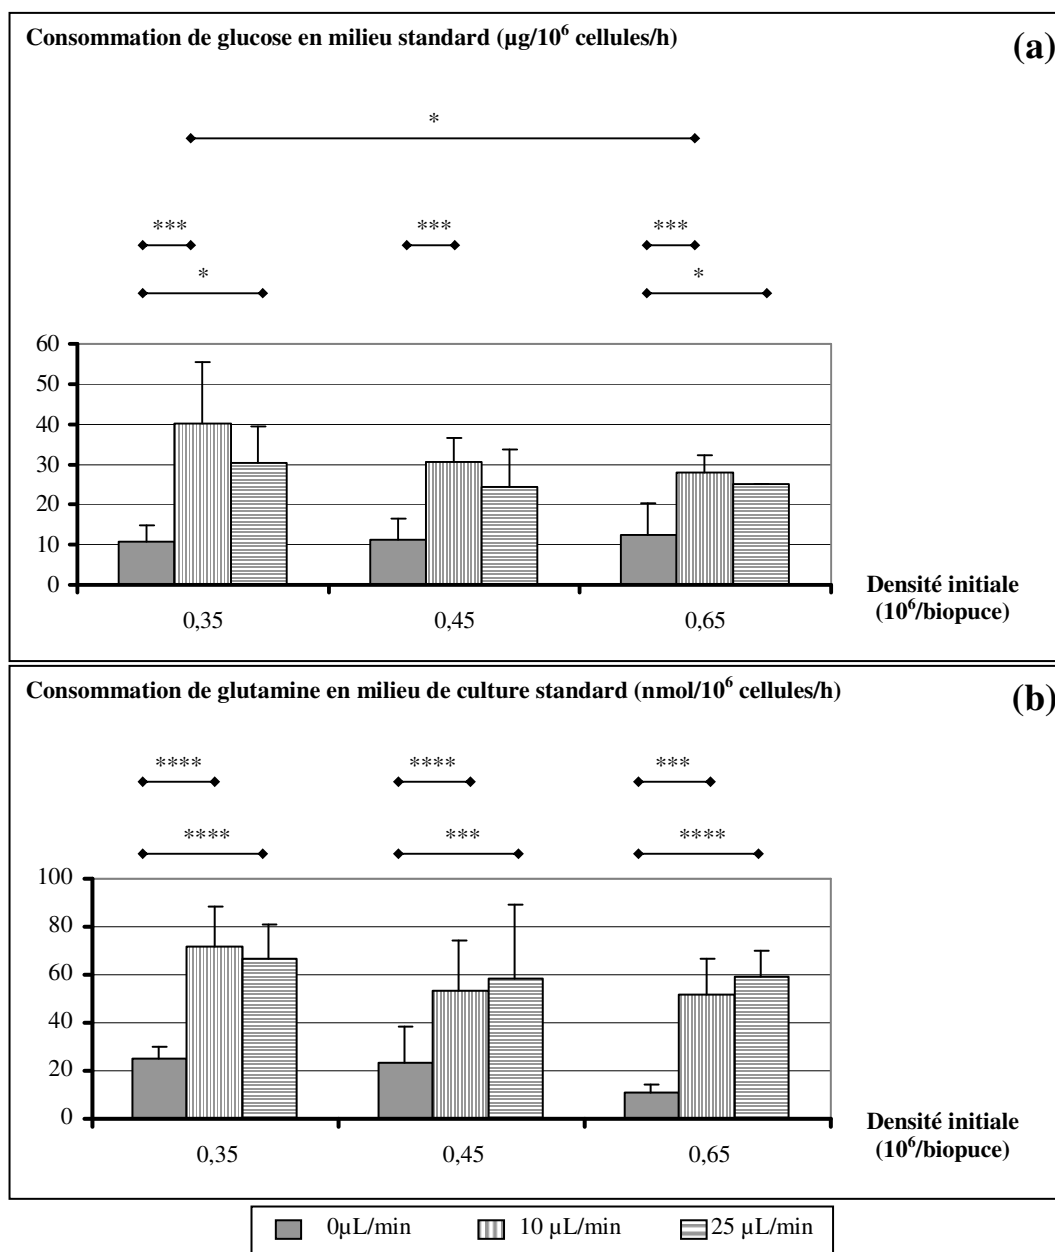 Consommation de glucose en milieu standard (µg/10⁶ cellules/h)
(a)
*
*** *** ***
* *
60
50
40
30
20
10
0
0,35 0,45 0,65
Densité initiale
(10⁶/biopuce)
Consommation de glutamine en milieu de culture standard (nmol/10⁶ cellules/h)
(b)
**** **** ***
**** *** ****
100
80
60
40
20
0
0,35 0,45 0,65
Densité initiale
(10⁶/biopuce)
0µL/min 10 µL/min 25 µL/min